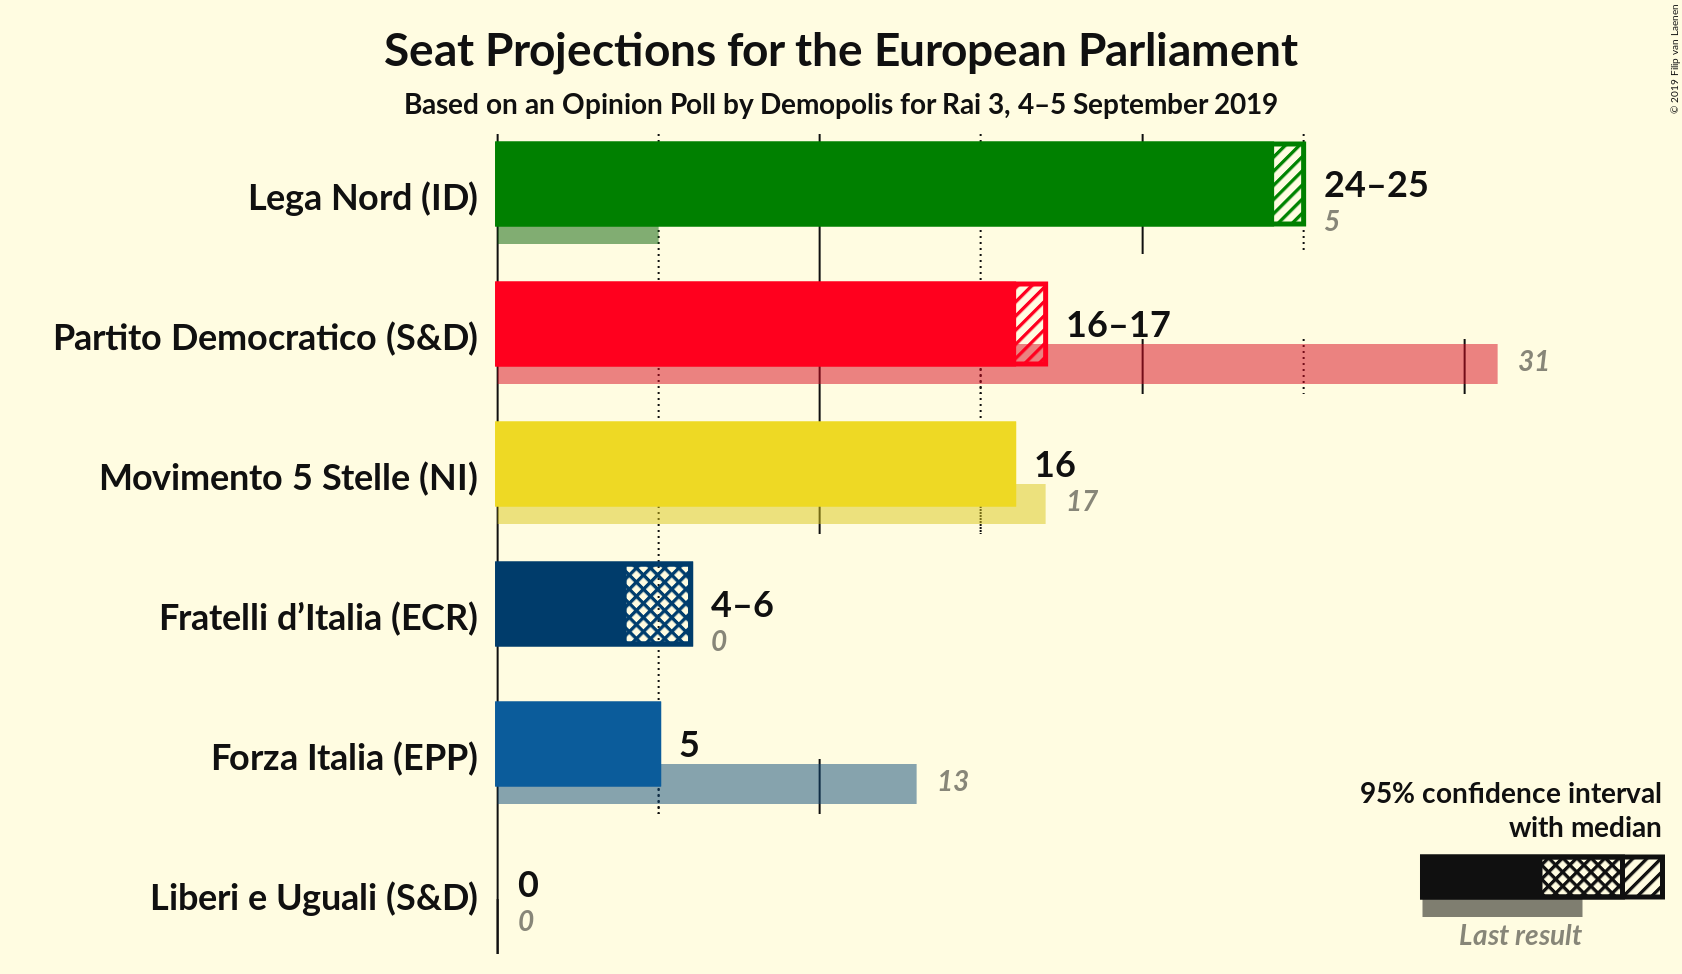 Seat Projections for the European Parliament
Based on an Opinion Poll by Demopolis for Rai 3, 4–5 September 2019
© 2019 Filip van Laenen
Lega Nord (ID)
24–25
5
Partito Democratico (S&D)
16–17
31
Movimento 5 Stelle (NI)
16
17
Fratelli d’Italia (ECR)
4–6
0
Forza Italia (EPP)
5
13
Liberi e Uguali (S&D)
0
0
95% confidence interval
with median
Last result